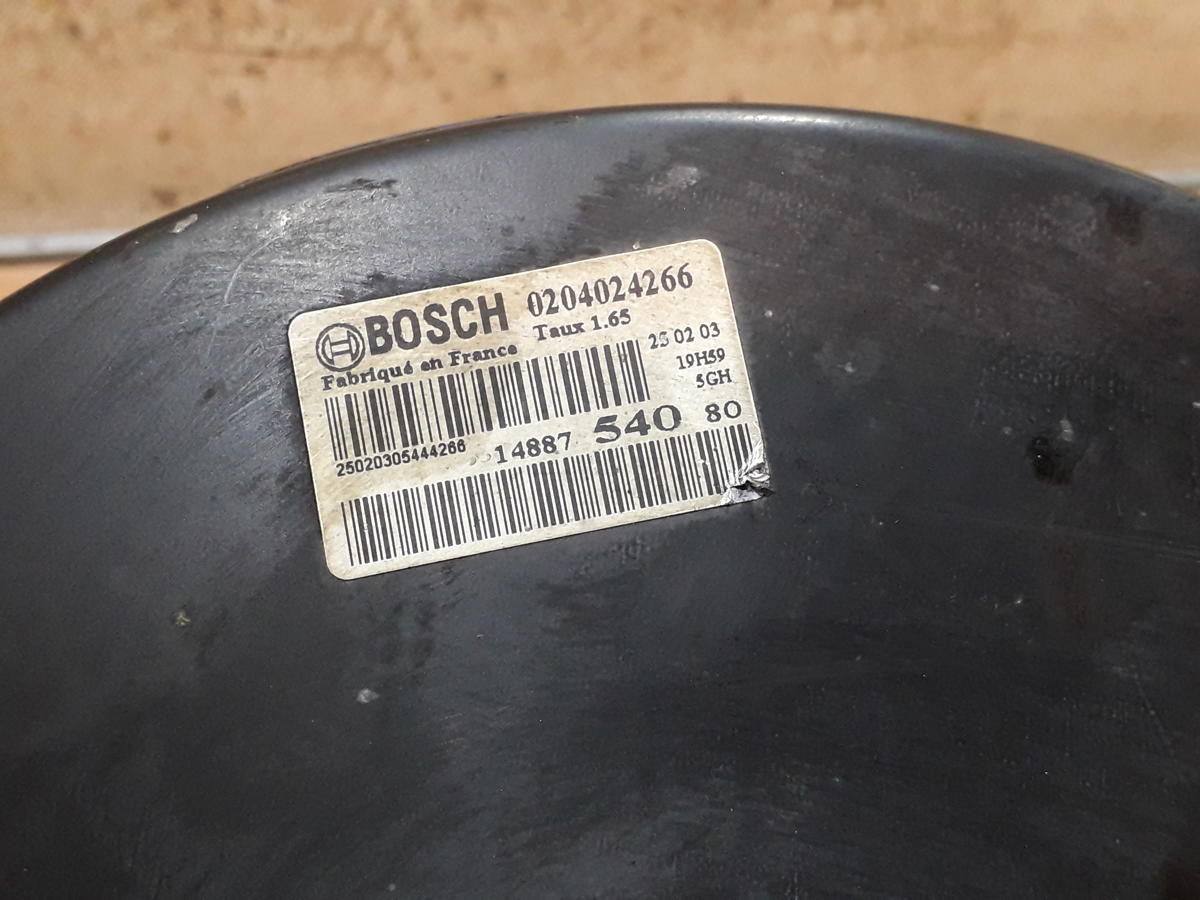 BOSCH 0204024266
Fabriqué en France Taux 1.65
25 02 03
19H59
5GH
25020305444266 14887 540 80